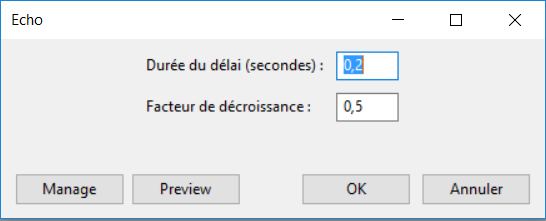 Echo
Durée du délai (secondes) : 0,2
Facteur de décroissance : 0,5
Manage Preview OK Annuler